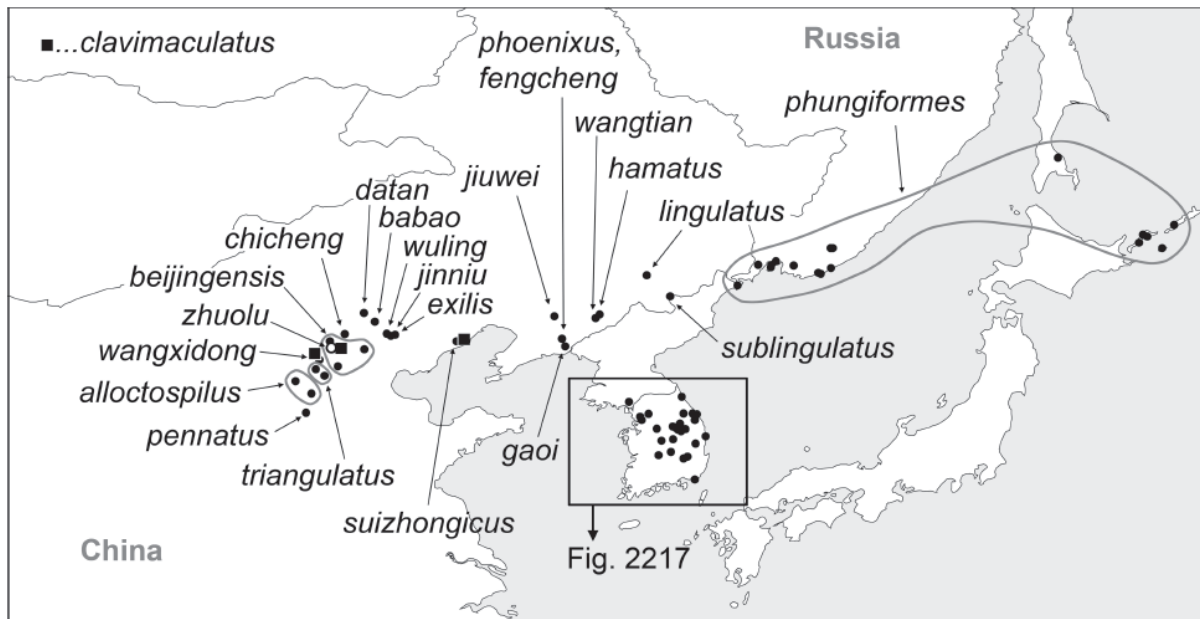 ■...clavimaculatus
phoenixus,
fengcheng
Russia
phungiformes
wangtian
hamatus
jiuwei
datan
babao
lingulatus
chicheng
wuling
beijingensis
jinniu
exilis
zhuolu
wangxidong
sublingulatus
alloctospilus
pennatus
gaoi
triangulatus
suizhongicus
China
Fig. 2217